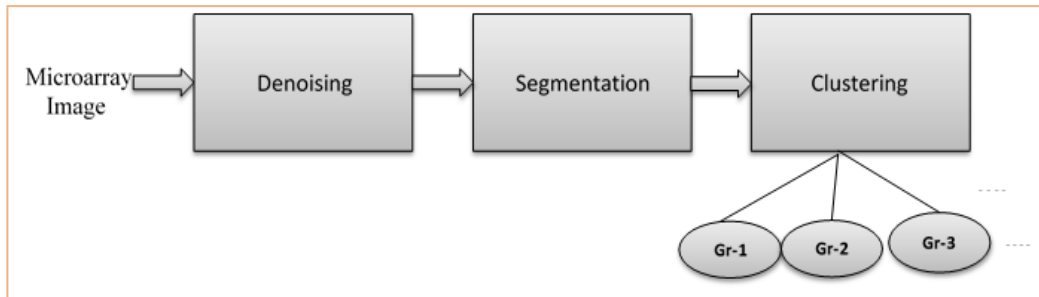 Microarray
Image
Denoising
Segmentation
Clustering
Gr-1
Gr-2
Gr-3